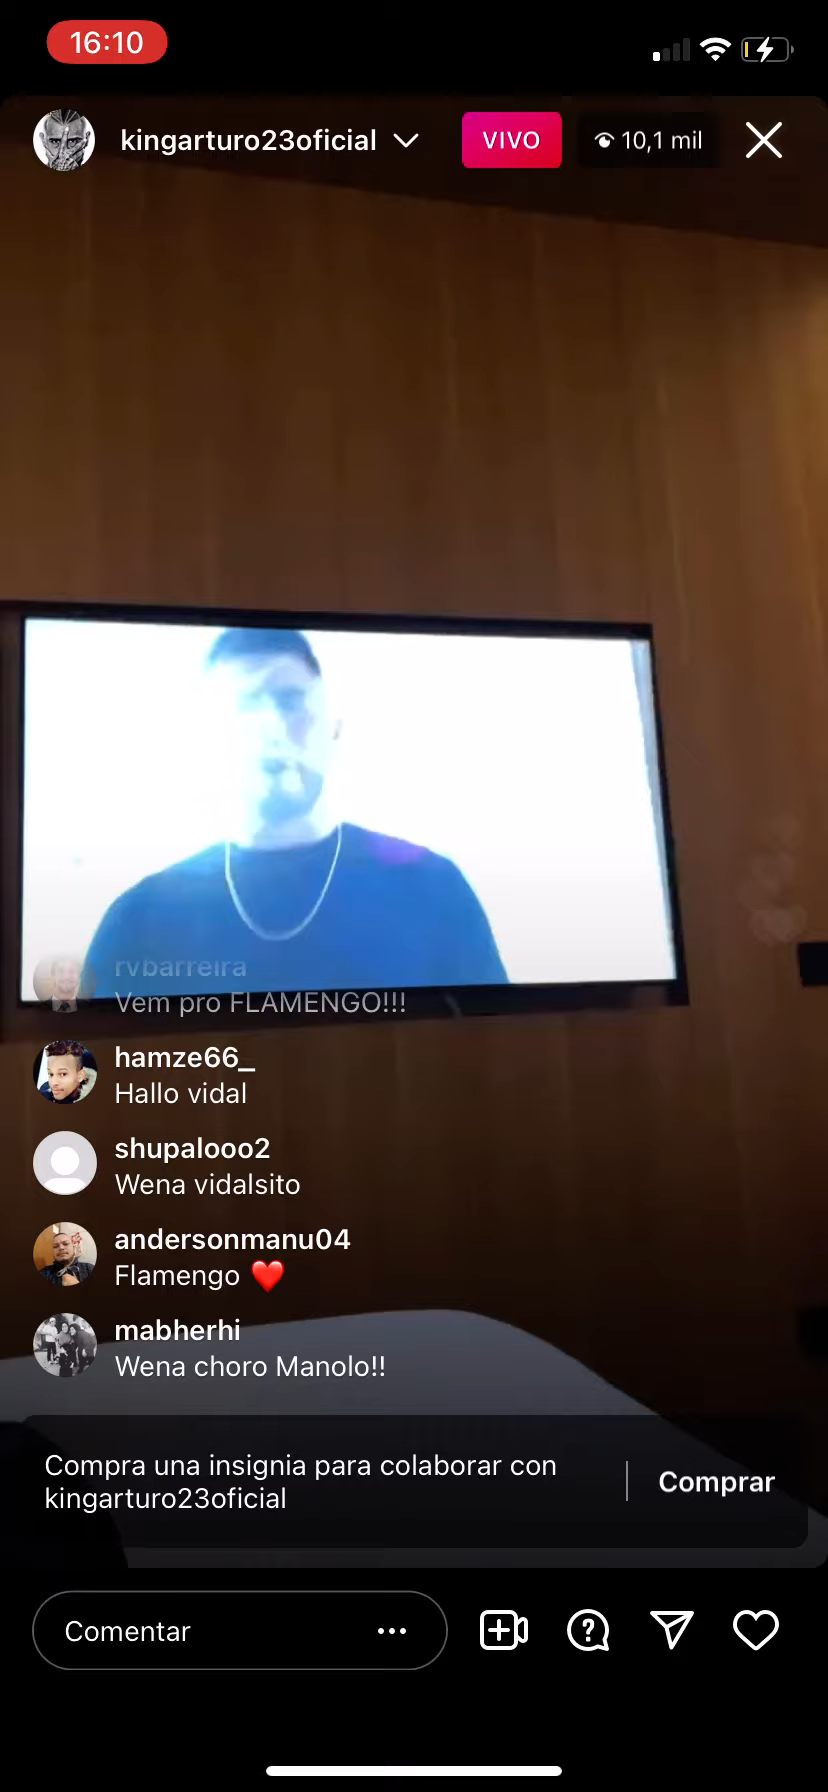 16:10
kingarturo23oficial
VIVO
10,1 mil
rvbarreira
Vem pro FLAMENGO!!!
hamze66_
Hallo vidal
shupalooo2
Wena vidalsito
andersonmanu04
Flamengo ❤️
mabherhi
Wena choro Manolo!!
Compra una insignia para colaborar con
kingarturo23oficial
Comprar
Comentar